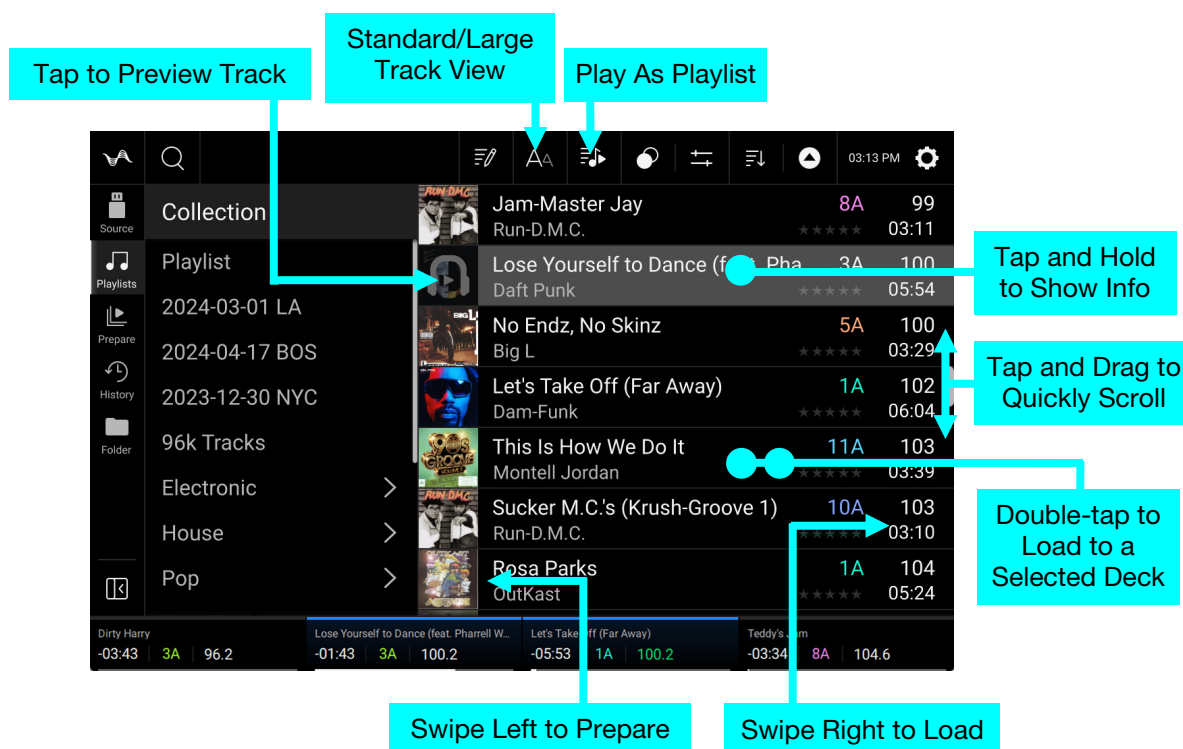 Standard/Large
Track View
Tap to Preview Track
Play As Playlist
AA
03:13 PM
Source
Playlists
Prepare
History
Folder
Collection
Playlist
2024-03-01 LA
2024-04-17 BOS
2023-12-30 NYC
96k Tracks
Electronic
House
Pop
RUN-DMC
Jam-Master Jay 8A 99
Run-D.M.C. 03:11
Lose Yourself to Dance (f t. Pha 3A 100
Daft Punk 05:54
BIG L
No Endz, No Skinz 5A 100
Big L 03:29
Let's Take Off (Far Away) 1A 102
Dam-Funk 06:04
90s
GROOVE
This Is How We Do It 11A 103
Montell Jordan 03:39
RUN-DMC
Sucker M.C.'s (Krush-Groove 1) 10A 103
Run-D.M.C. 03:10
Rosa Parks 1A 104
OutKast 05:24
Tap and Hold
to Show Info
Tap and Drag to
Quickly Scroll
Double-tap to
Load to a
Selected Deck
Dirty Harry
-03:43 3A 96.2
Lose Yourself to Dance (feat. Pharrell W...
-01:43 3A 100.2
Let's Take Off (Far Away)
-05:53 1A 100.2
Teddy's Jam
-03:34 8A 104.6
Swipe Left to Prepare
Swipe Right to Load